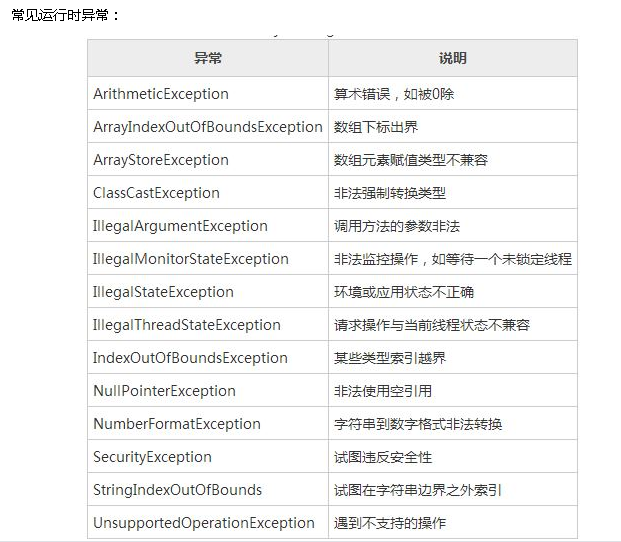 常见运行时异常：
异常 说明
ArithmeticException 算术错误，如被0除
ArrayIndexOutOfBoundsException 数组下标出界
ArrayStoreException 数组元素赋值类型不兼容
ClassCastException 非法强制转换类型
IllegalArgumentException 调用方法的参数非法
IllegalMonitorStateException 非法监控操作，如等待一个未锁定线程
IllegalStateException 环境或应用状态不正确
IllegalThreadStateException 请求操作与当前线程状态不兼容
IndexOutOfBoundsException 某些类型索引越界
NullPointerException 非法使用空引用
NumberFormatException 字符串到数字格式非法转换
SecurityException 试图违反安全性
StringIndexOutOfBounds 试图在字符串边界之外索引
UnsupportedOperationException 遇到不支持的操作